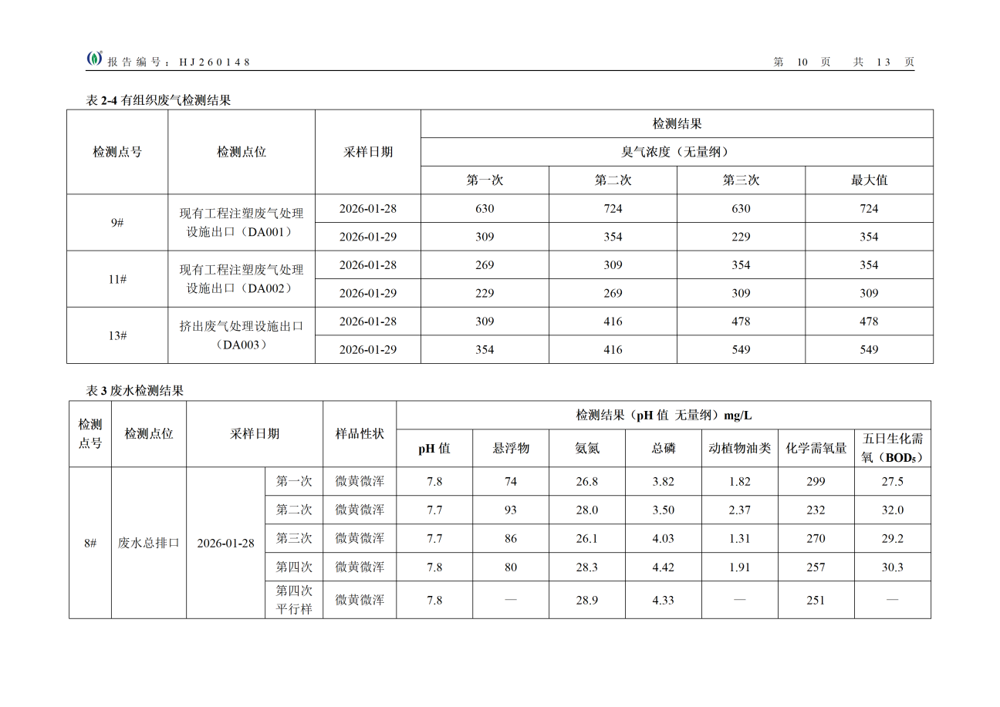 报告编号：HJ260148 第 10 页 共 13 页
表 2-4 有组织废气检测结果
检测点号 检测点位 采样日期 检测结果
臭气浓度（无量纲）
第一次 第二次 第三次 最大值
9# 现有工程注塑废气处理设施出口（DA001） 2026-01-28 630 724 630 724
2026-01-29 309 354 229 354
11# 现有工程注塑废气处理设施出口（DA002） 2026-01-28 269 309 354 354
2026-01-29 229 269 309 309
13# 挤出废气处理设施出口（DA003） 2026-01-28 309 416 478 478
2026-01-29 354 416 549 549
表 3 废水检测结果
检测点号 检测点位 采样日期 样品性状 检测结果（pH 值 无量纲）mg/L
pH 值 悬浮物 氨氮 总磷 动植物油类 化学需氧量 五日生化需氧（BOD₅）
8# 废水总排口 2026-01-28 第一次 微黄微浑 7.8 74 26.8 3.82 1.82 299 27.5
第二次 微黄微浑 7.7 93 28.0 3.50 2.37 232 32.0
第三次 微黄微浑 7.7 86 26.1 4.03 1.31 270 29.2
第四次 微黄微浑 7.8 80 28.3 4.42 1.91 257 30.3
第四次平行样 微黄微浑 7.8 — 28.9 4.33 — 251 —